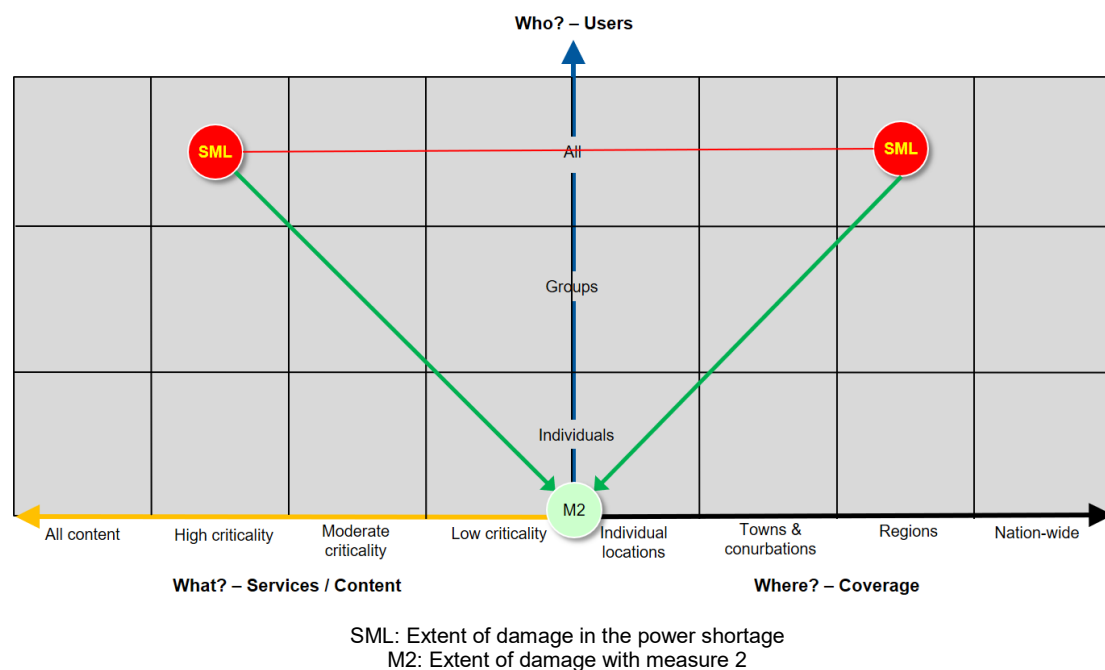 Who? – Users
SML
All
SML
Groups
Individuals
M2
All content
High criticality
Moderate
criticality
Low criticality
Individual
locations
Towns &
conurbations
Regions
Nation-wide
What? – Services / Content
Where? – Coverage
SML: Extent of damage in the power shortage
M2: Extent of damage with measure 2